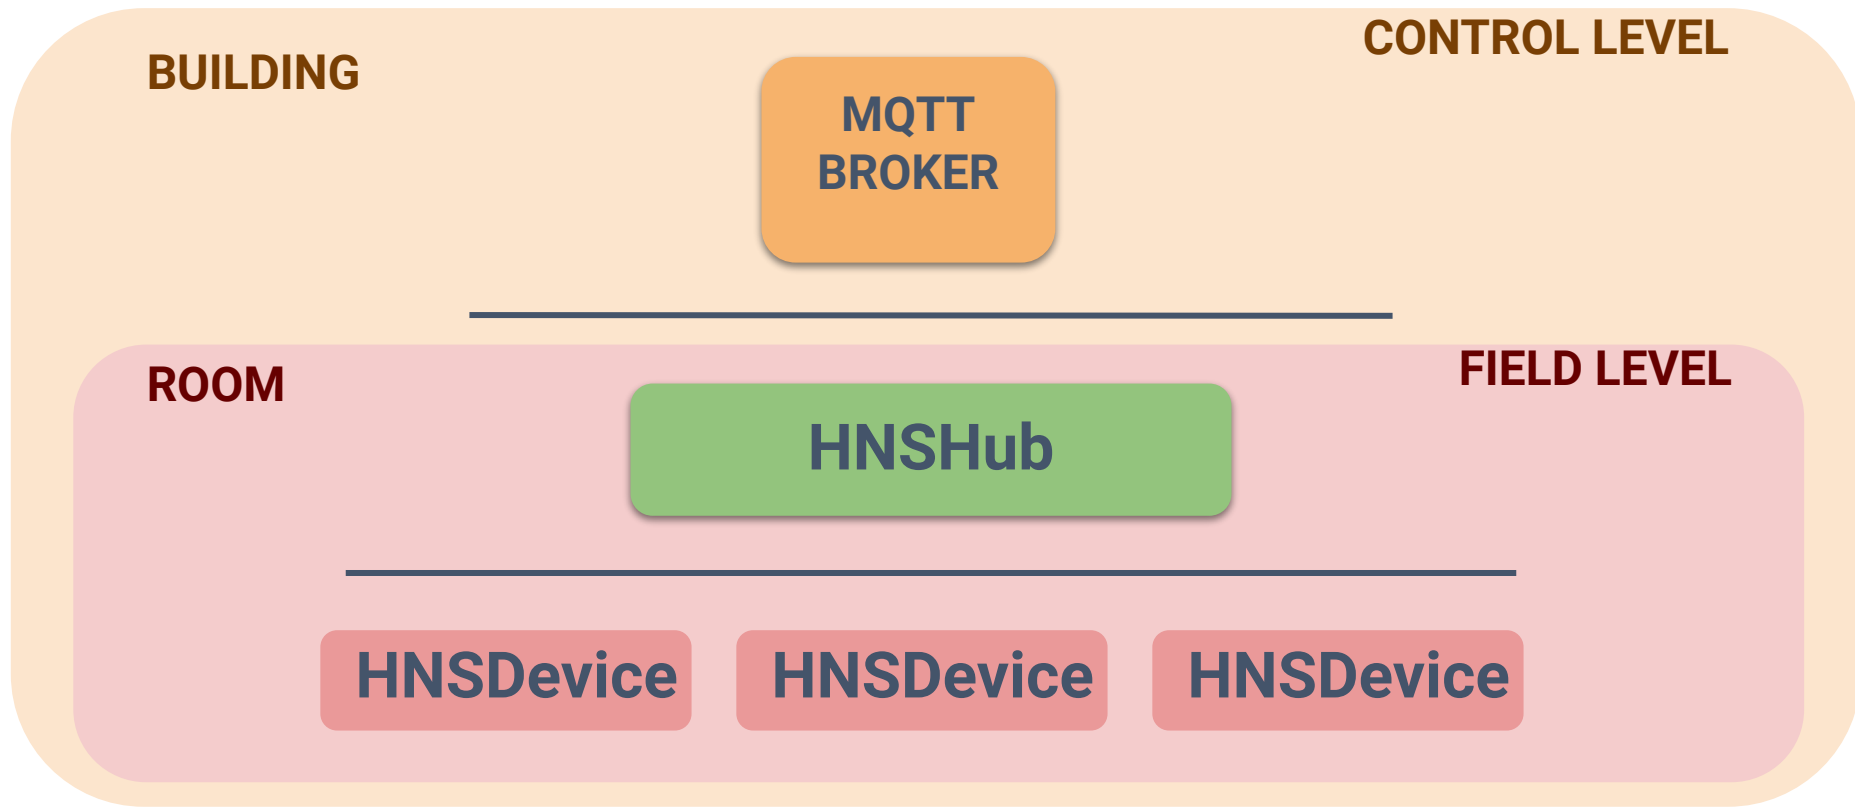 BUILDING
CONTROL LEVEL
MQTT
BROKER
ROOM
FIELD LEVEL
HNSHub
HNSDevice
HNSDevice
HNSDevice